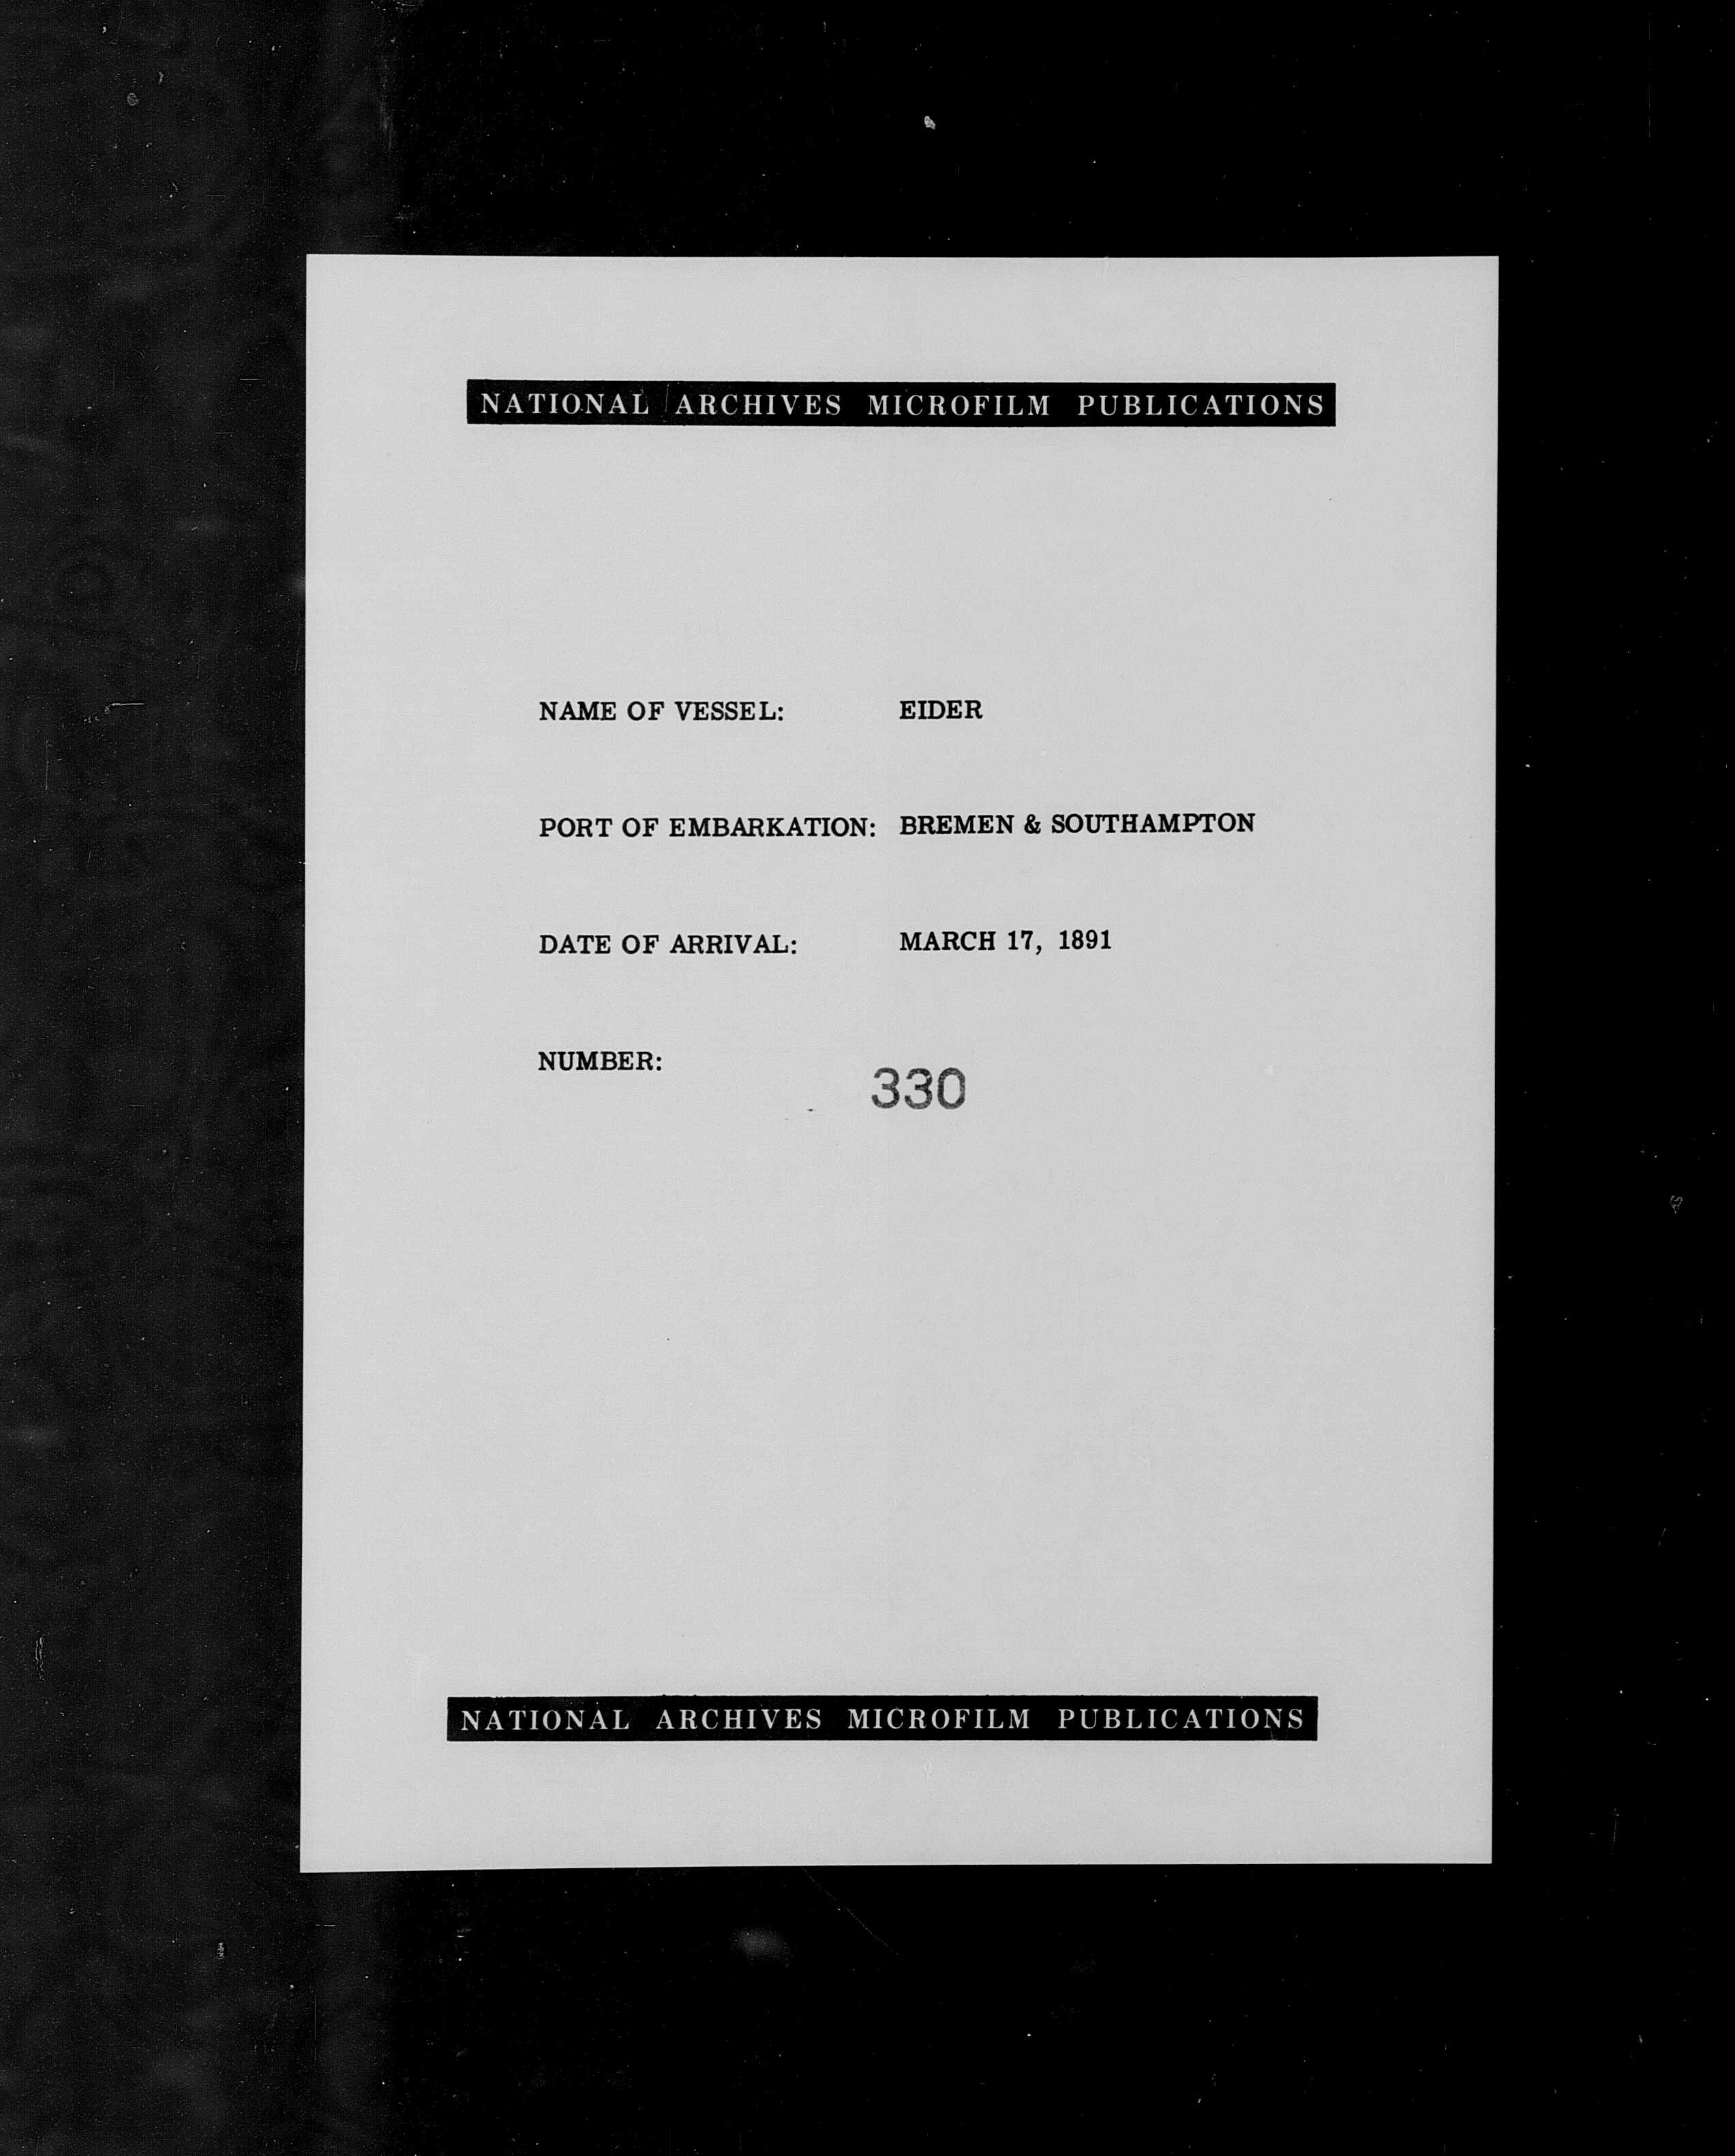 NATIONAL ARCHIVES MICROFILM PUBLICATIONS
NAME OF VESSEL: EIDER
PORT OF EMBARKATION: BREMEN & SOUTHAMPTON
DATE OF ARRIVAL: MARCH 17, 1891
NUMBER: 330
NATIONAL ARCHIVES MICROFILM PUBLICATIONS